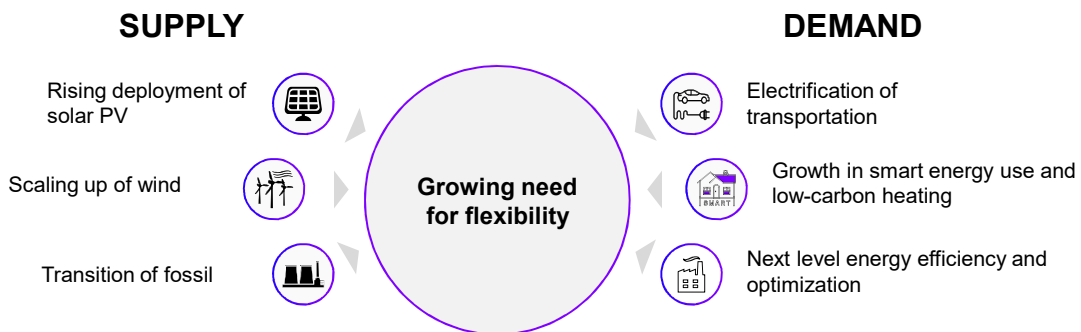 SUPPLY
DEMAND
Rising deployment of
solar PV
Scaling up of wind
Transition of fossil
Growing need
for flexibility
Electrification of
transportation
Growth in smart energy use and
low-carbon heating
SMART
Next level energy efficiency and
optimization